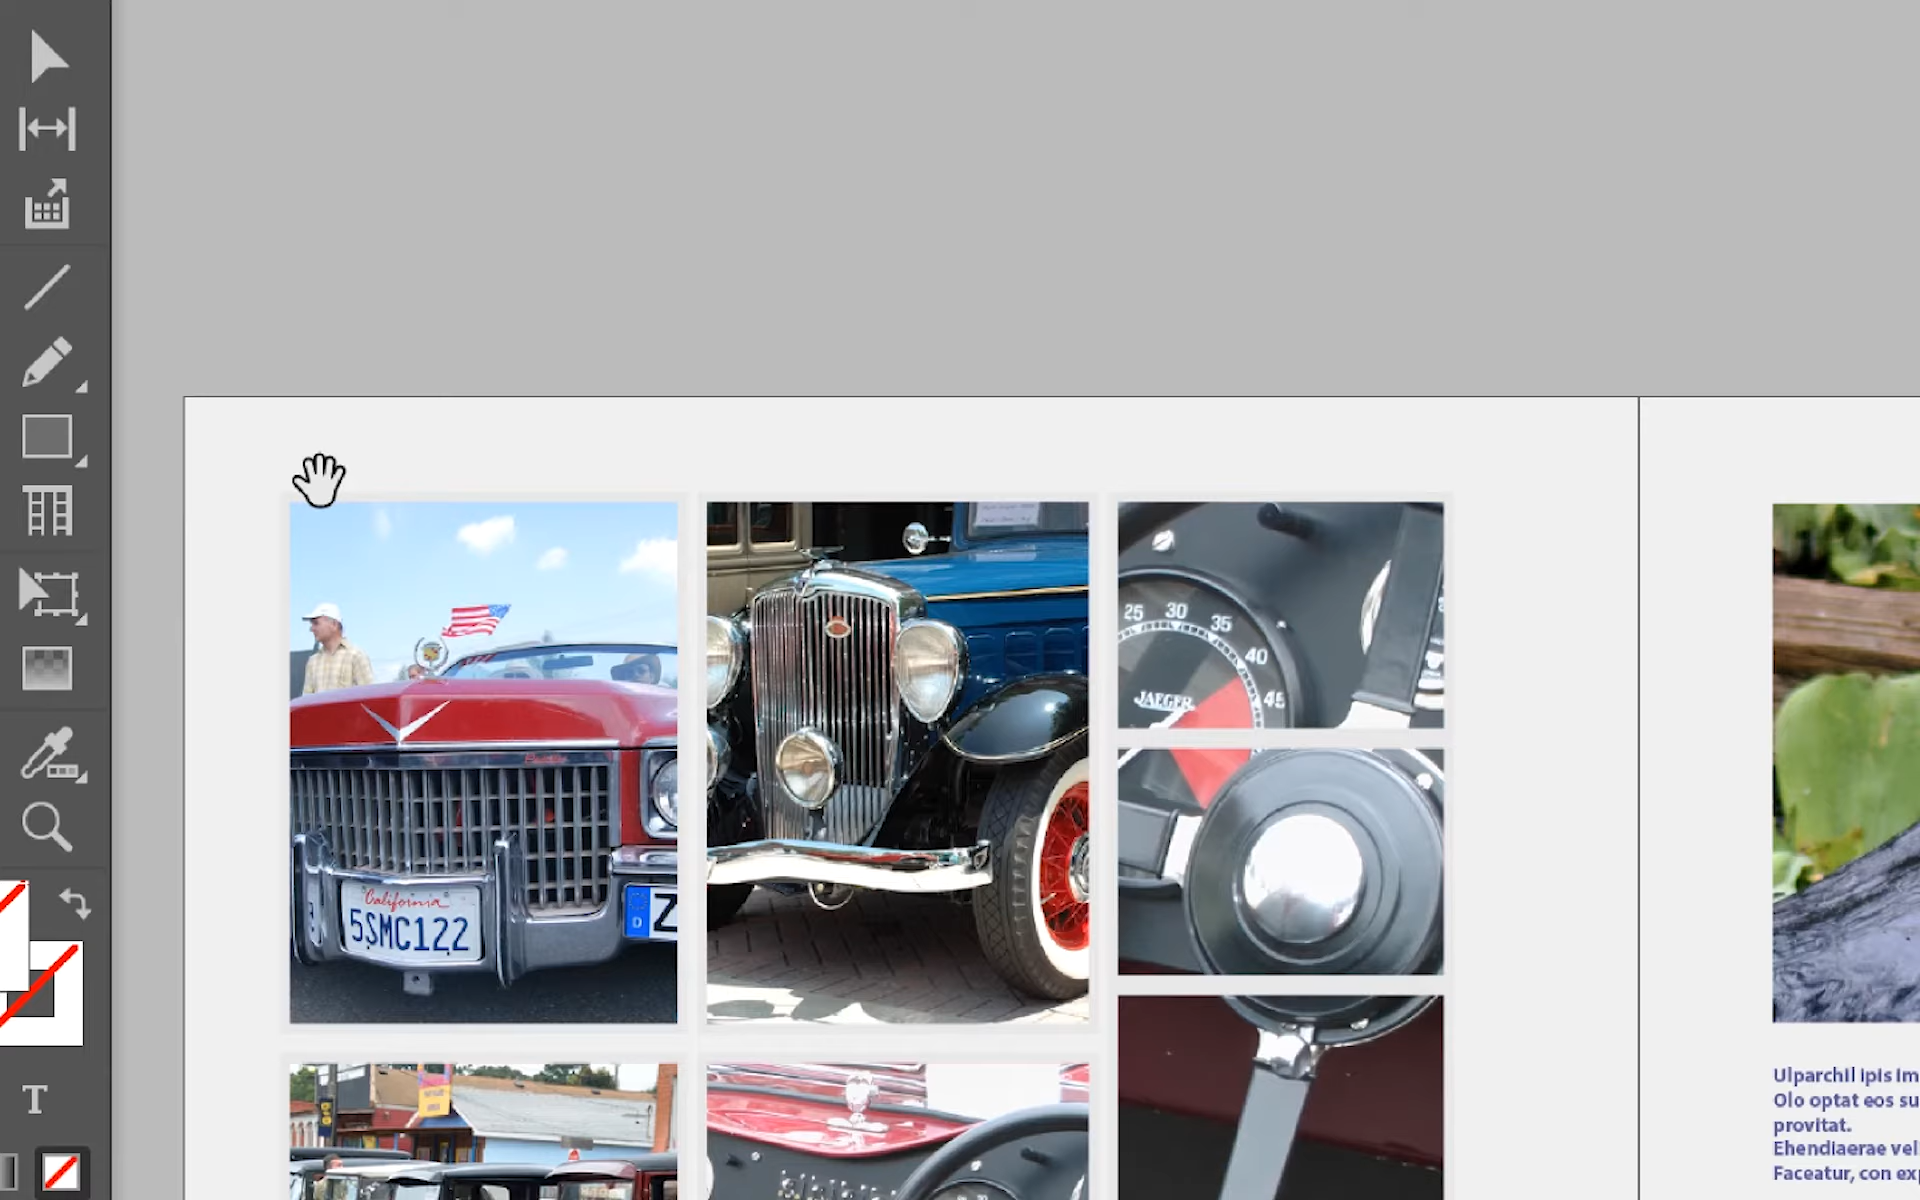 25 30 35 40 45
JAEGER
California
5SMC122
D Z
T
Ulparchil ipis im
Olo optat eos su
provitat.
Ehendiaerae vel
Faceatur, con exp